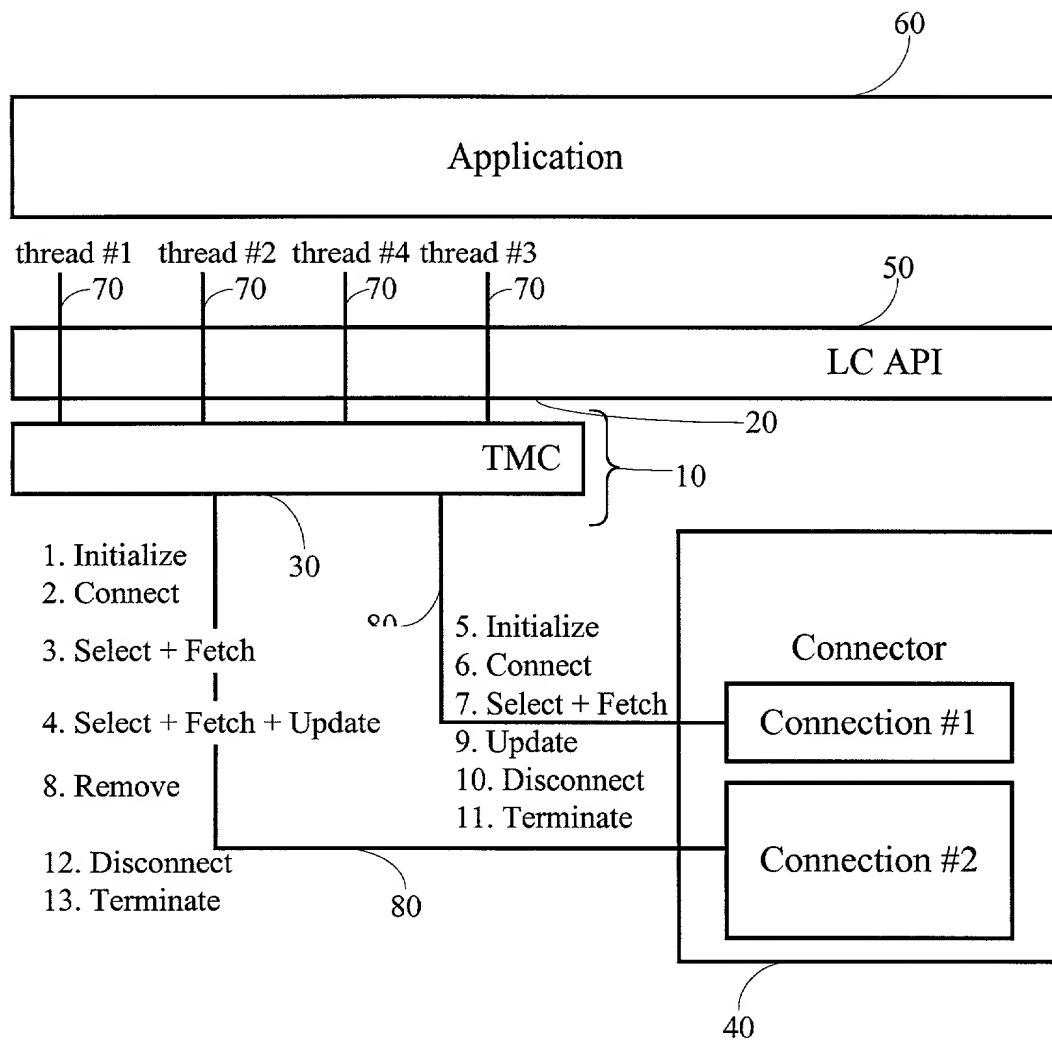 60
Application
thread #1 thread #2 thread #4 thread #3
70 70 70 70
50
LC API
20
TMC
10
30
1. Initialize
2. Connect
3. Select + Fetch
4. Select + Fetch + Update
8. Remove
12. Disconnect
13. Terminate
5. Initialize
6. Connect
7. Select + Fetch
9. Update
10. Disconnect
11. Terminate
Connector
Connection #1
Connection #2
80
40